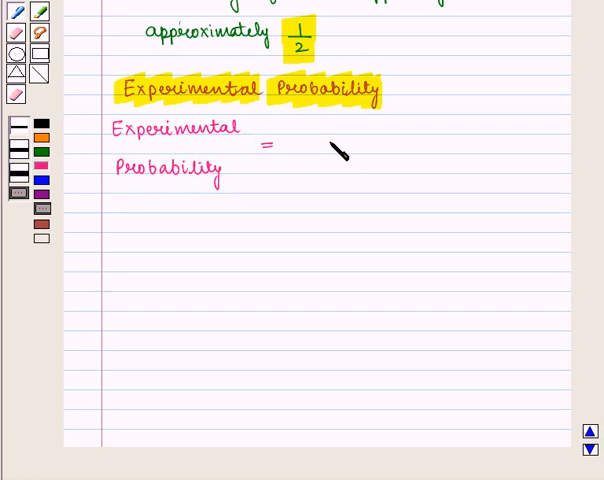 approximately 1/2
Experimental Probability
Experimental
=
Probability